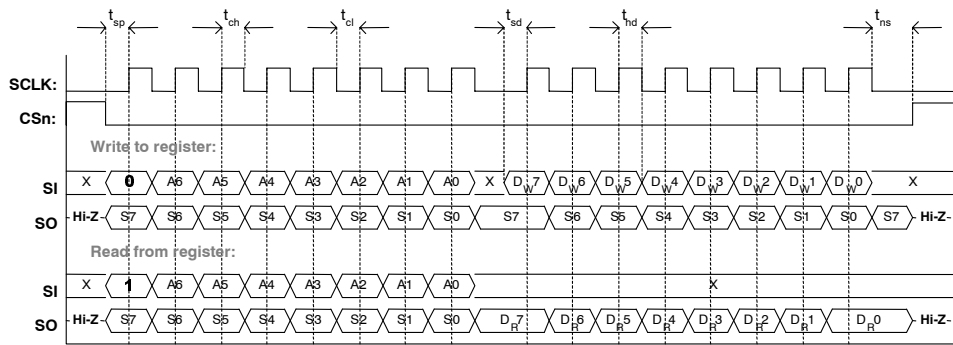 tsp tch tcl tsd thd tns
SCLK:
CSn:
Write to register:
SI X 0 A6 A5 A4 A3 A2 A1 A0 X DW7 DW6 DW5 DW4 DW3 DW2 DW1 DW0 X
SO Hi-Z S7 S6 S5 S4 S3 S2 S1 S0 S7 S6 S5 S4 S3 S2 S1 S0 S7 Hi-Z
Read from register:
SI X 1 A6 A5 A4 A3 A2 A1 A0 X
SO Hi-Z S7 S6 S5 S4 S3 S2 S1 S0 DR7 DR6 DR5 DR4 DR3 DR2 DR1 DR0 Hi-Z